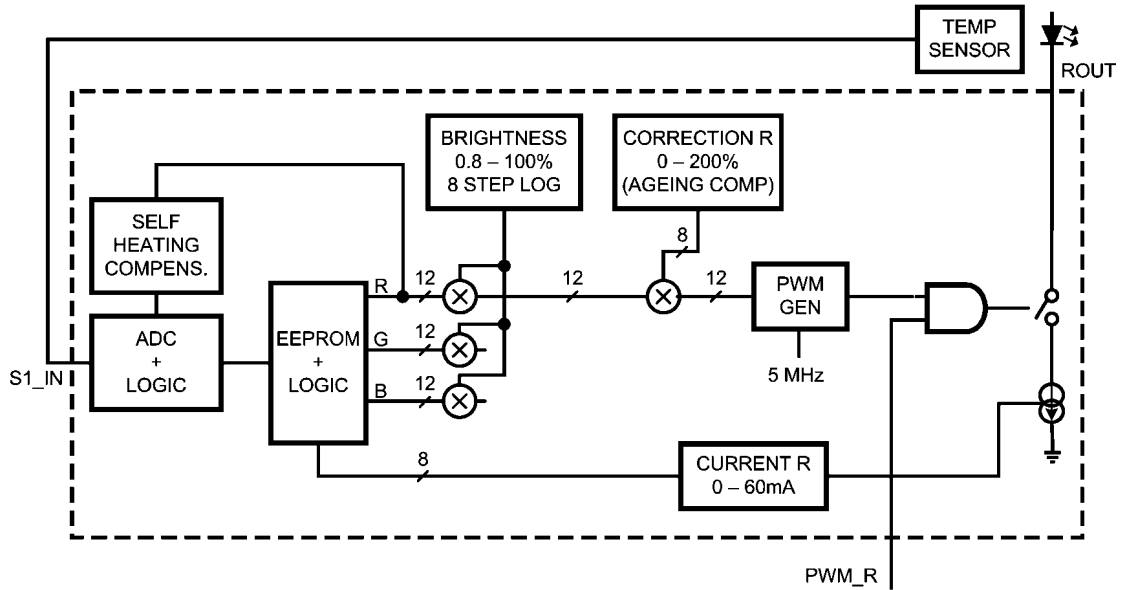 TEMP
SENSOR
ROUT
BRIGHTNESS
0.8 – 100%
8 STEP LOG
CORRECTION R
0 – 200%
(AGEING COMP)
SELF
HEATING
COMPENS.
8
R
12
12
12
PWM
GEN
ADC
+
LOGIC
EEPROM
+
LOGIC
G
12
B
12
S1_IN
5 MHz
8
CURRENT R
0 – 60mA
PWM_R